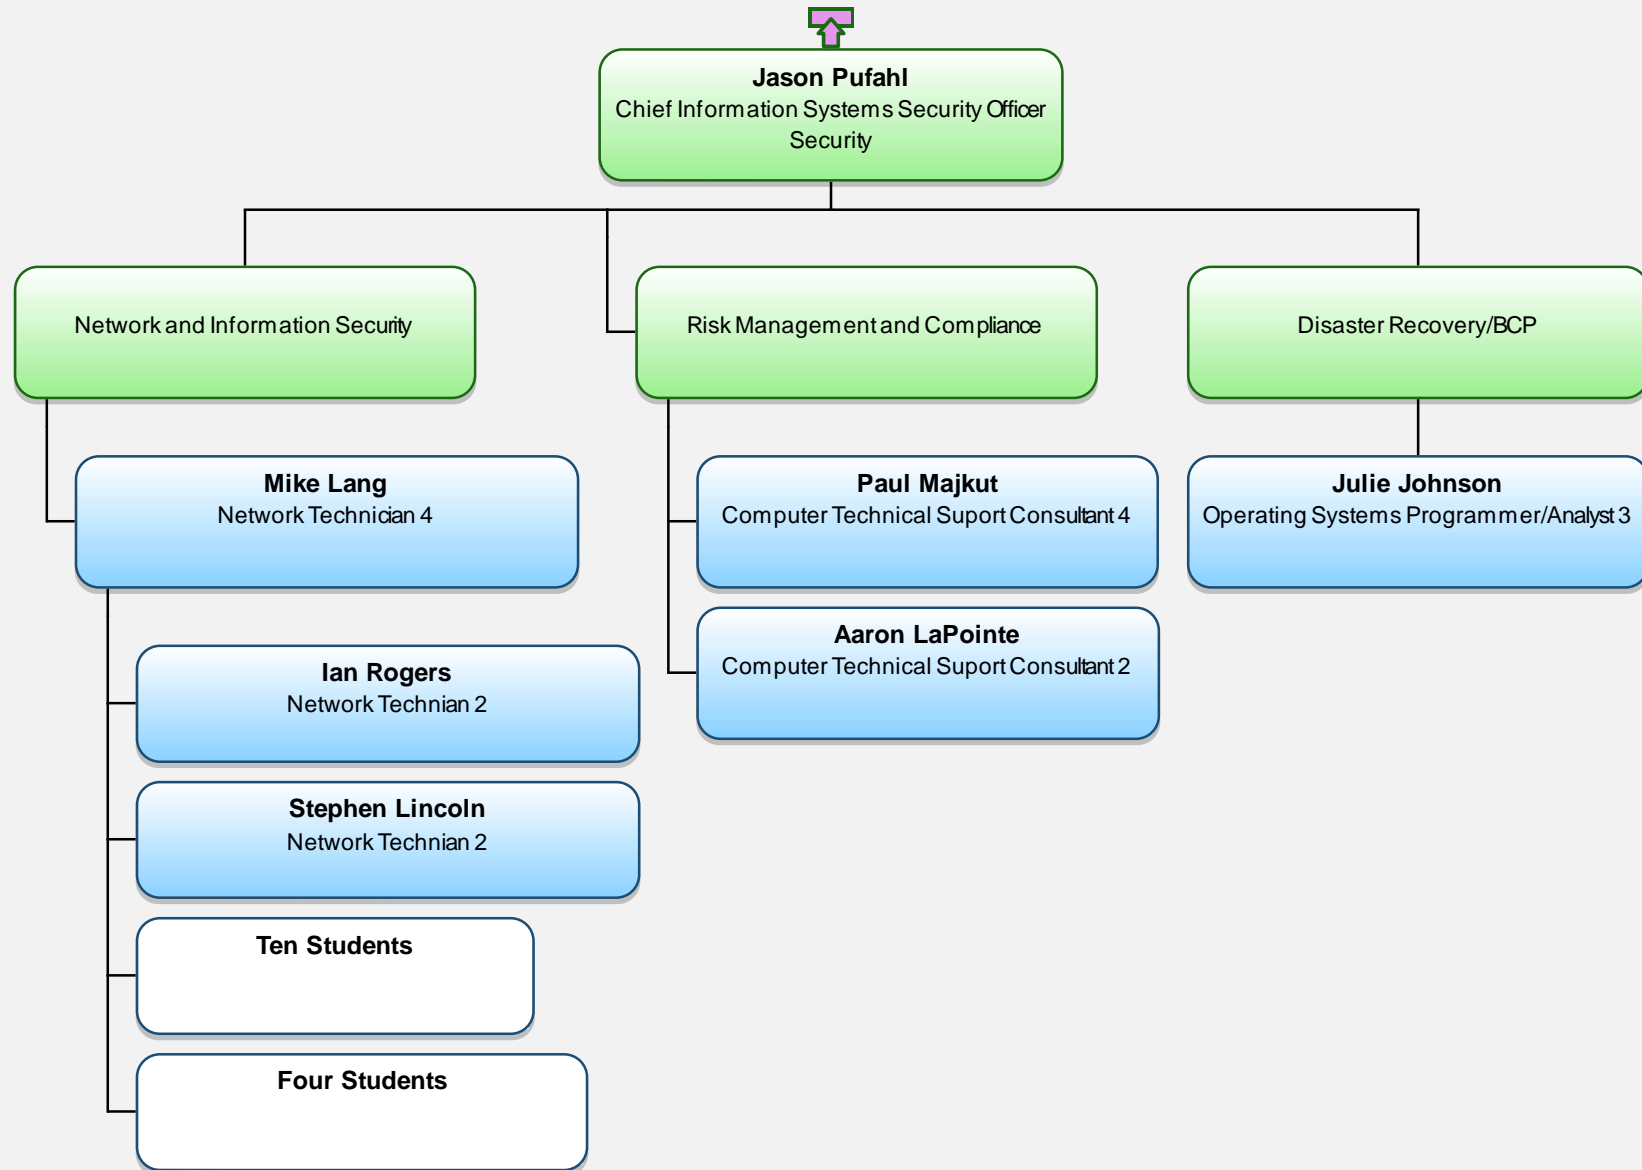 Jason Pufahl
Chief Information Systems Security Officer
Security
Network and Information Security
Risk Management and Compliance
Disaster Recovery/BCP
Mike Lang
Network Technician 4
Paul Majkut
Computer Technical Suport Consultant 4
Julie Johnson
Operating Systems Programmer/Analyst 3
Ian Rogers
Network Technian 2
Aaron LaPointe
Computer Technical Suport Consultant 2
Stephen Lincoln
Network Technian 2
Ten Students
Four Students